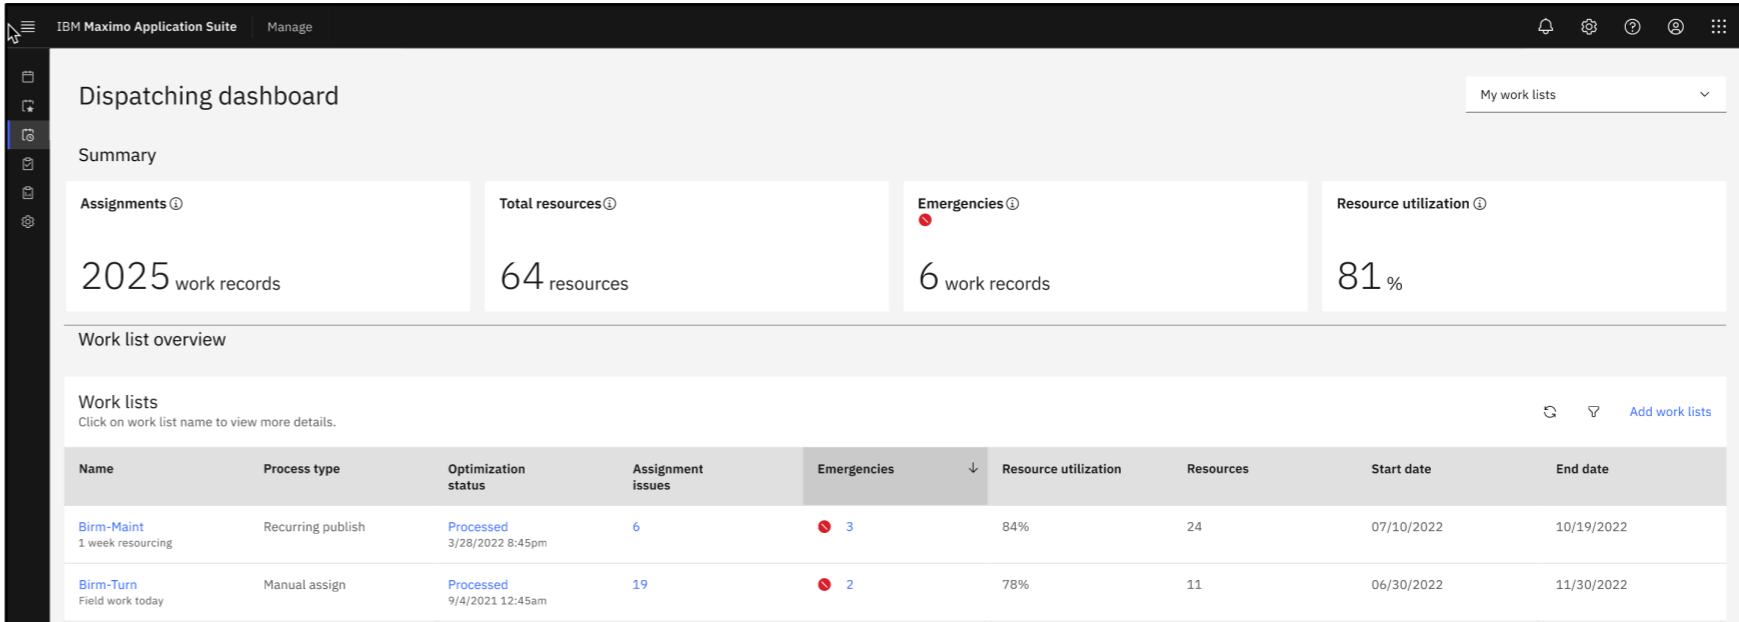 IBM Maximo Application Suite Manage
Dispatching dashboard
My work lists
Summary
Assignments
2025 work records
Total resources
64 resources
Emergencies
6 work records
Resource utilization
81 %
Work list overview
Work lists
Click on work list name to view more details.
Add work lists
Name Process type Optimization status Assignment issues Emergencies Resource utilization Resources Start date End date
Birm-Maint Recurring publish Processed 6 3 84% 24 07/10/2022 10/19/2022
1 week resourcing 3/28/2022 8:45pm
Birm-Turn Manual assign Processed 19 2 78% 11 06/30/2022 11/30/2022
Field work today 9/4/2021 12:45am